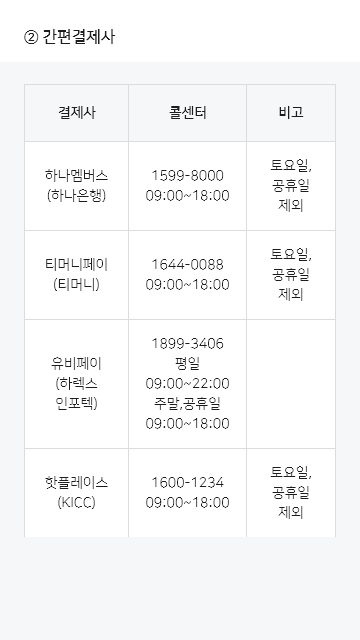 ② 간편결제사
결제사 콜센터 비고
하나멤버스
(하나은행)
1599-8000
09:00~18:00
토요일,
공휴일
제외
티머니페이
(티머니)
1644-0088
09:00~18:00
토요일,
공휴일
제외
유비페이
(하렉스
인포텍)
1899-3406
평일
09:00~22:00
주말,공휴일
09:00~18:00
핫플레이스
(KICC)
1600-1234
09:00~18:00
토요일,
공휴일
제외